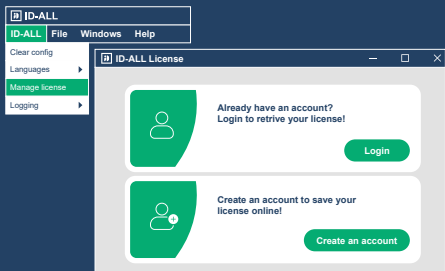 ID-ALL
ID-ALL File Windows Help
Clear config
Languages
Manage license
Logging
ID-ALL License
Already have an account?
Login to retrive your license!
Login
Create an account to save your
license online!
Create an account